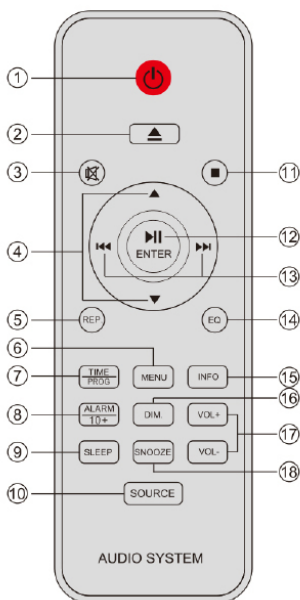 ①
②
③
⑪
④
▶II
ENTER
⑫
⑬
⑤
REP
EQ
⑭
⑥
⑦
TIME
PROG
MENU
INFO
⑮
⑯
⑧
ALARM
10+
DIM.
VOL+
⑰
⑨
SLEEP
SNOOZE
VOL-
⑱
⑩
SOURCE
AUDIO SYSTEM